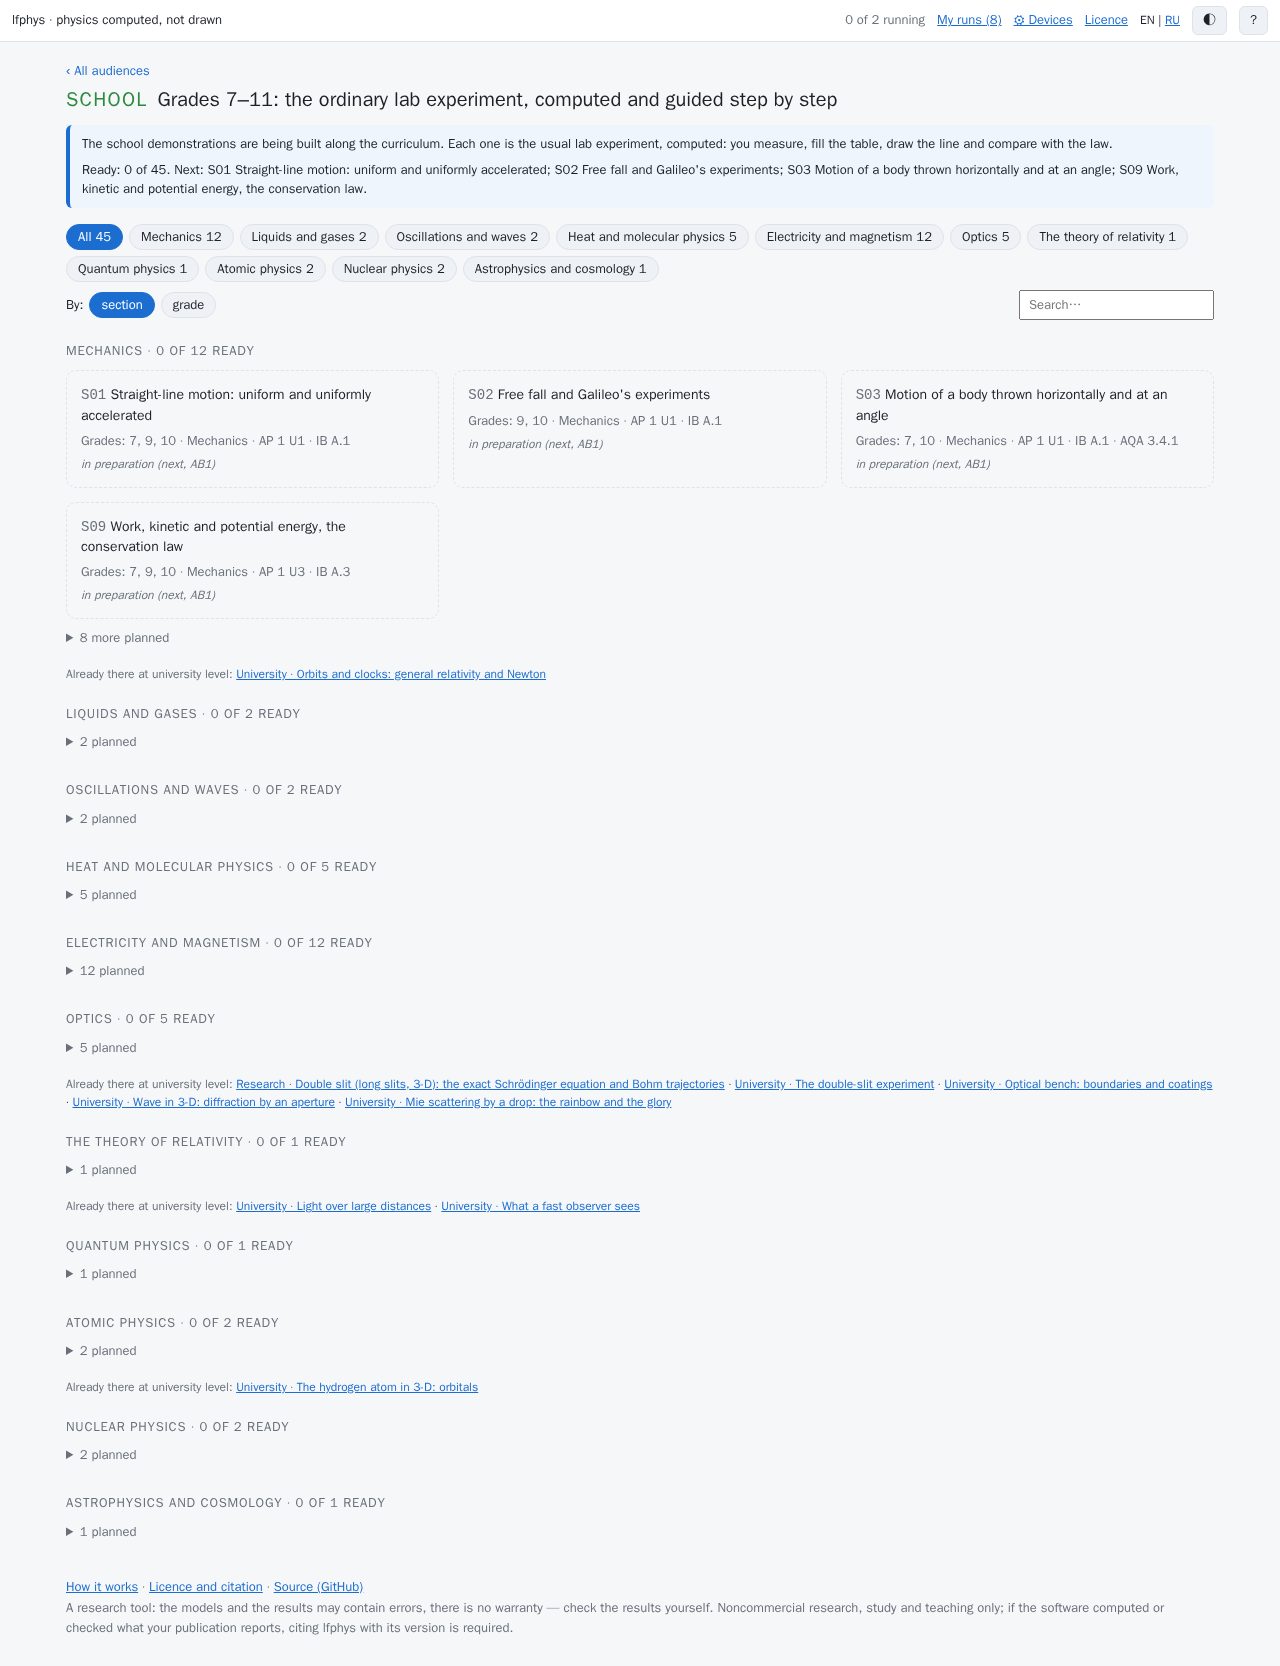 lfphys · physics computed, not drawn
0 of 2 running My runs (8) ⚙ Devices Licence EN | RU ?
‹ All audiences
SCHOOL Grades 7–11: the ordinary lab experiment, computed and guided step by step
The school demonstrations are being built along the curriculum. Each one is the usual lab experiment, computed: you measure, fill the table, draw the line and compare with the law.
Ready: 0 of 45. Next: S01 Straight-line motion: uniform and uniformly accelerated; S02 Free fall and Galileo's experiments; S03 Motion of a body thrown horizontally and at an angle; S09 Work,
kinetic and potential energy, the conservation law.
All 45 Mechanics 12 Liquids and gases 2 Oscillations and waves 2 Heat and molecular physics 5 Electricity and magnetism 12 Optics 5 The theory of relativity 1
Quantum physics 1 Atomic physics 2 Nuclear physics 2 Astrophysics and cosmology 1
By: section grade Search…
MECHANICS · 0 OF 12 READY
S01 Straight-line motion: uniform and uniformly
accelerated
Grades: 7, 9, 10 · Mechanics · AP 1 U1 · IB A.1
in preparation (next, AB1)
S02 Free fall and Galileo's experiments
Grades: 9, 10 · Mechanics · AP 1 U1 · IB A.1
in preparation (next, AB1)
S03 Motion of a body thrown horizontally and at an
angle
Grades: 7, 10 · Mechanics · AP 1 U1 · IB A.1 · AQA 3.4.1
in preparation (next, AB1)
S09 Work, kinetic and potential energy, the
conservation law
Grades: 7, 9, 10 · Mechanics · AP 1 U3 · IB A.3
in preparation (next, AB1)
▶ 8 more planned
Already there at university level: University · Orbits and clocks: general relativity and Newton
LIQUIDS AND GASES · 0 OF 2 READY
▶ 2 planned
OSCILLATIONS AND WAVES · 0 OF 2 READY
▶ 2 planned
HEAT AND MOLECULAR PHYSICS · 0 OF 5 READY
▶ 5 planned
ELECTRICITY AND MAGNETISM · 0 OF 12 READY
▶ 12 planned
OPTICS · 0 OF 5 READY
▶ 5 planned
Already there at university level: Research · Double slit (long slits, 3-D): the exact Schrödinger equation and Bohm trajectories · University · The double-slit experiment · University · Optical bench: boundaries and coatings
· University · Wave in 3-D: diffraction by an aperture · University · Mie scattering by a drop: the rainbow and the glory
THE THEORY OF RELATIVITY · 0 OF 1 READY
▶ 1 planned
Already there at university level: University · Light over large distances · University · What a fast observer sees
QUANTUM PHYSICS · 0 OF 1 READY
▶ 1 planned
ATOMIC PHYSICS · 0 OF 2 READY
▶ 2 planned
Already there at university level: University · The hydrogen atom in 3-D: orbitals
NUCLEAR PHYSICS · 0 OF 2 READY
▶ 2 planned
ASTROPHYSICS AND COSMOLOGY · 0 OF 1 READY
▶ 1 planned
How it works · Licence and citation · Source (GitHub)
A research tool: the models and the results may contain errors, there is no warranty — check the results yourself. Noncommercial research, study and teaching only; if the software computed or
checked what your publication reports, citing lfphys with its version is required.